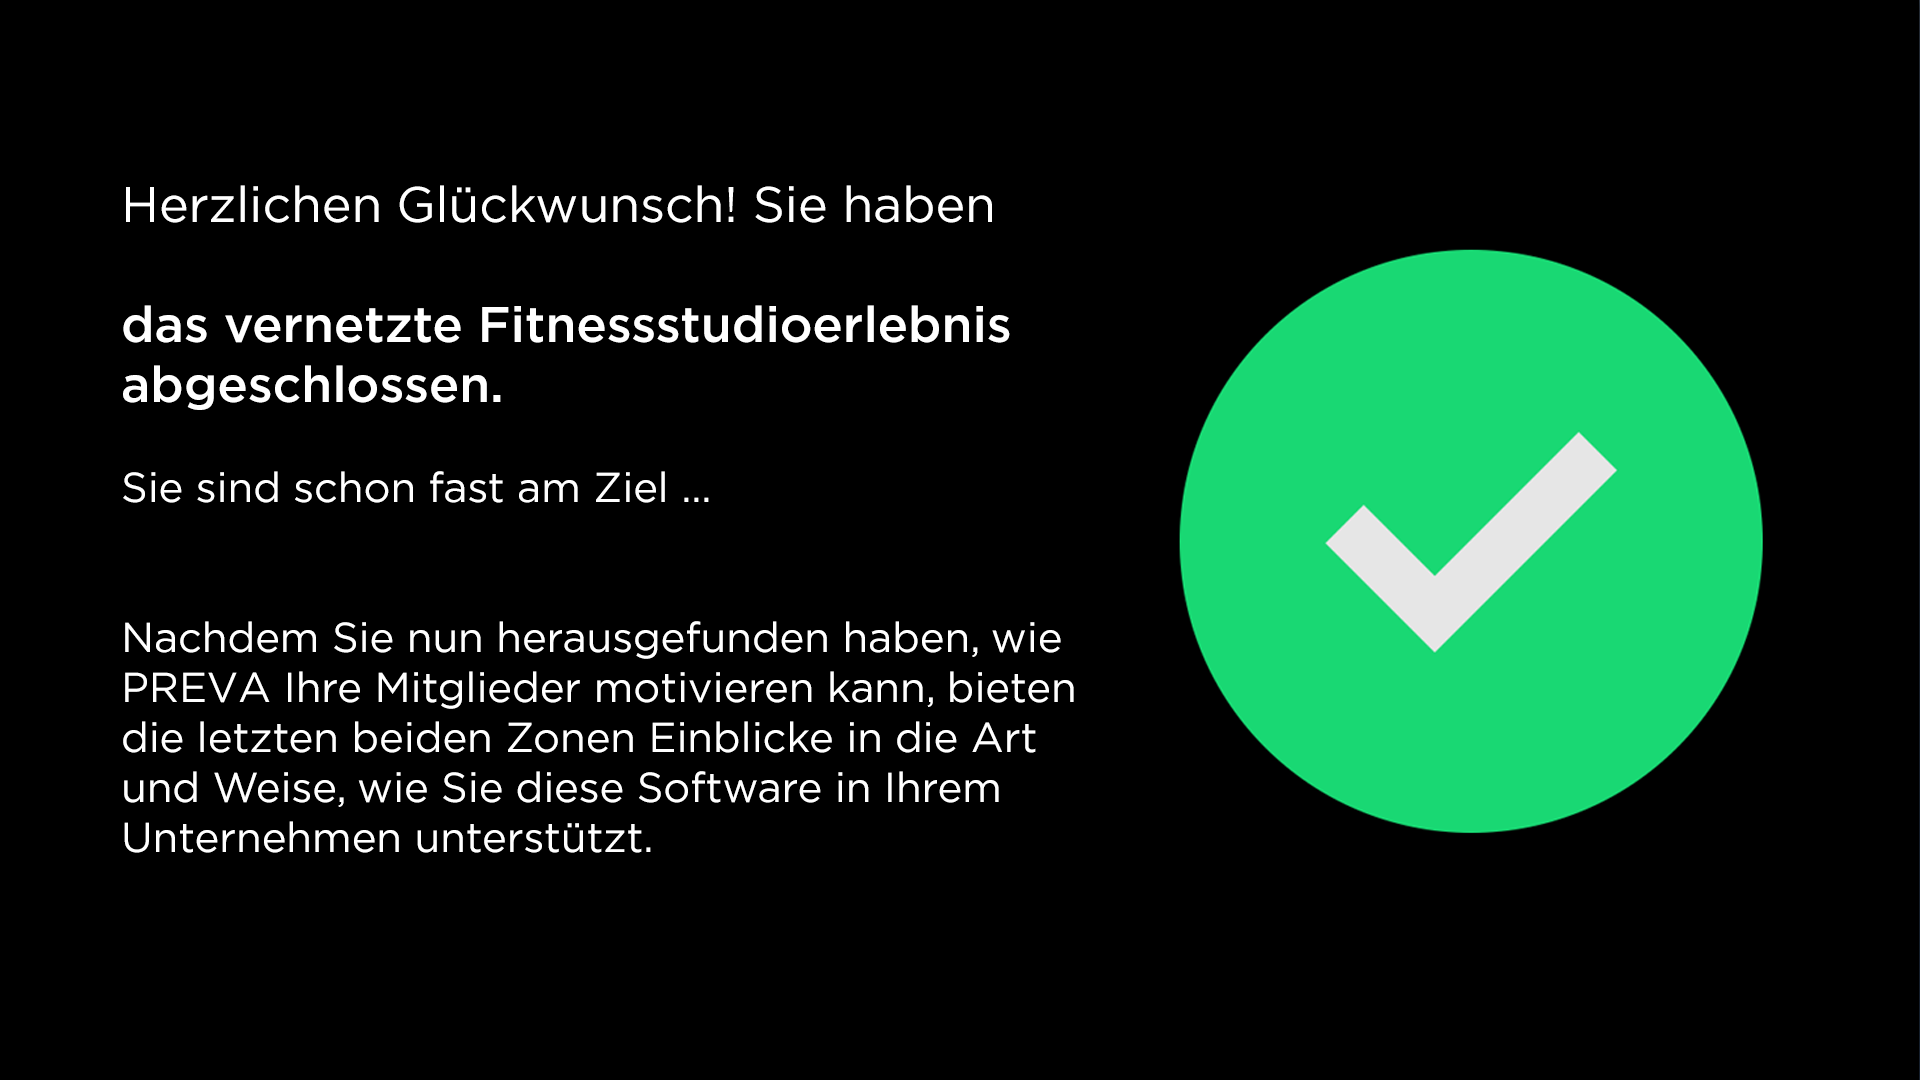 Herzlichen Glückwunsch! Sie haben
das vernetzte Fitnessstudioerlebnis
abgeschlossen.
Sie sind schon fast am Ziel ...
Nachdem Sie nun herausgefunden haben, wie
PREVA Ihre Mitglieder motivieren kann, bieten
die letzten beiden Zonen Einblicke in die Art
und Weise, wie Sie diese Software in Ihrem
Unternehmen unterstützt.